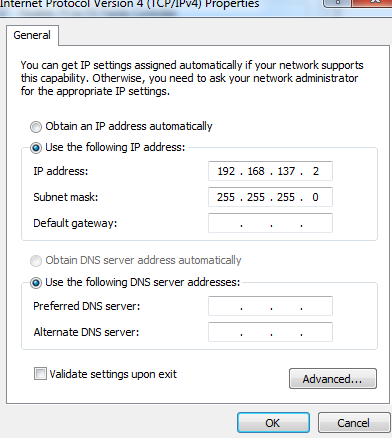 Internet Protocol Version 4 (TCP/IPv4) Properties
General
You can get IP settings assigned automatically if your network supports
this capability. Otherwise, you need to ask your network administrator
for the appropriate IP settings.
Obtain an IP address automatically
Use the following IP address:
IP address: 192 . 168 . 137 . 2
Subnet mask: 255 . 255 . 255 . 0
Default gateway: . . .
Obtain DNS server address automatically
Use the following DNS server addresses:
Preferred DNS server: . . .
Alternate DNS server: . . .
Validate settings upon exit
Advanced...
OK Cancel